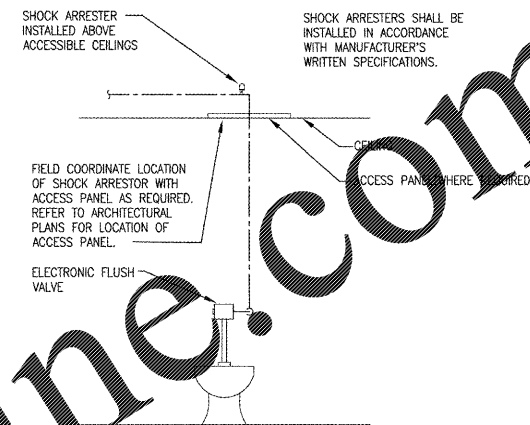 SHOCK ARRESTER
INSTALLED ABOVE
ACCESSIBLE CEILINGS
SHOCK ARRESTERS SHALL BE
INSTALLED IN ACCORDANCE
WITH MANUFACTURER'S
WRITTEN SPECIFICATIONS.
CEILING
ACCESS PANEL WHERE REQUIRED
FIELD COORDINATE LOCATION
OF SHOCK ARRESTOR WITH
ACCESS PANEL AS REQUIRED.
REFER TO ARCHITECTURAL
PLANS FOR LOCATION OF
ACCESS PANEL.
ELECTRONIC FLUSH
VALVE
ne.com